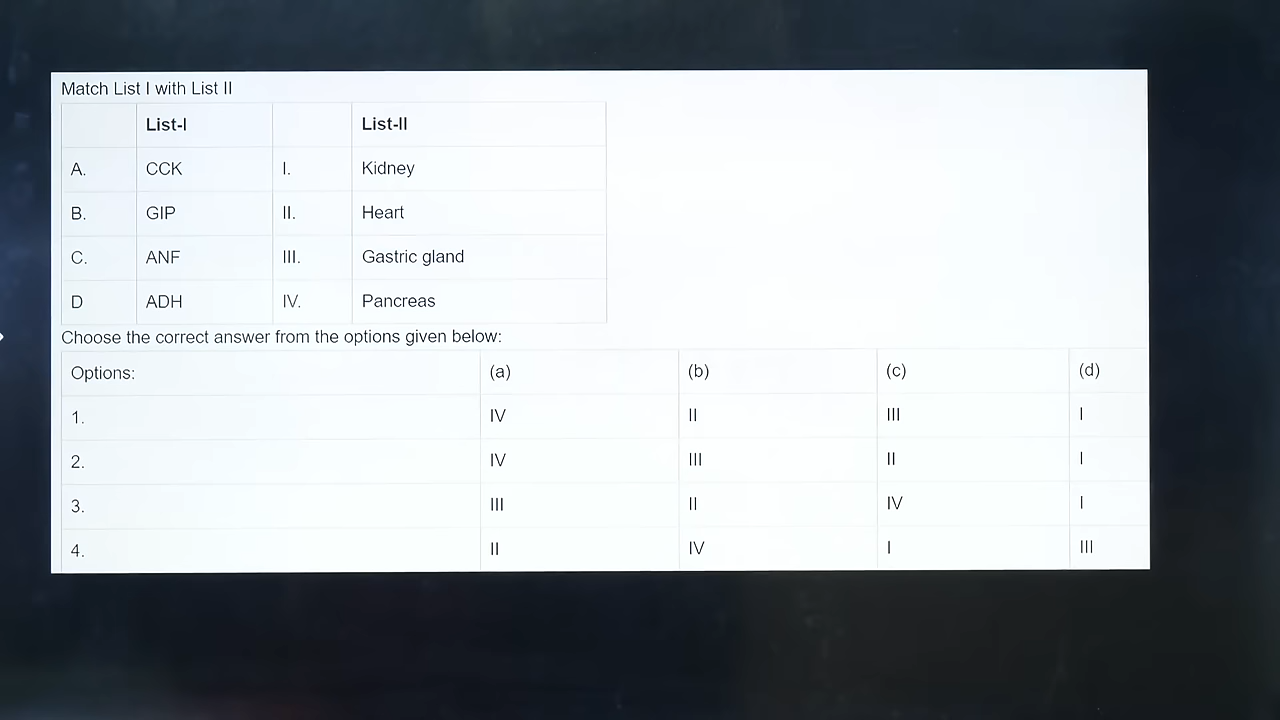 Match List I with List II
List-I List-II
A. CCK I. Kidney
B. GIP II. Heart
C. ANF III. Gastric gland
D ADH IV. Pancreas
Choose the correct answer from the options given below:
Options: (a) (b) (c) (d)
1. IV II III I
2. IV III II I
3. III II IV I
4. II IV I III